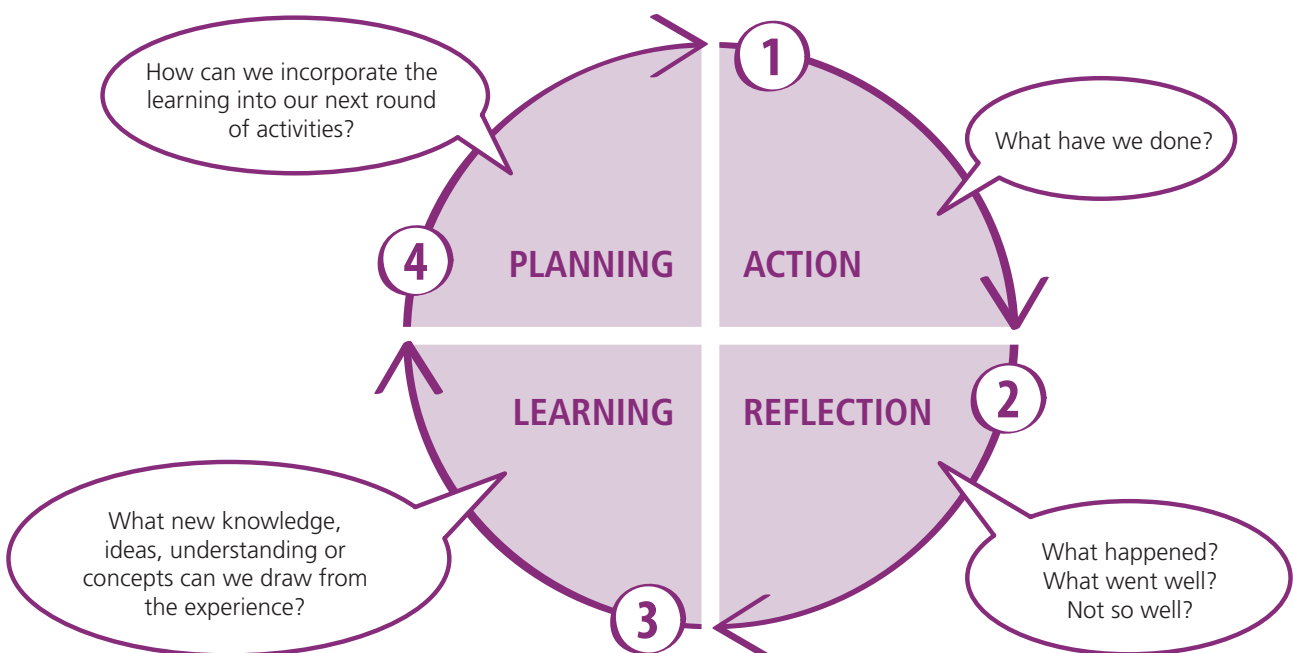 1
ACTION
What have we done?
2
REFLECTION
What happened?
What went well?
Not so well?
3
LEARNING
What new knowledge,
ideas, understanding or
concepts can we draw from
the experience?
4
PLANNING
How can we incorporate the
learning into our next round
of activities?